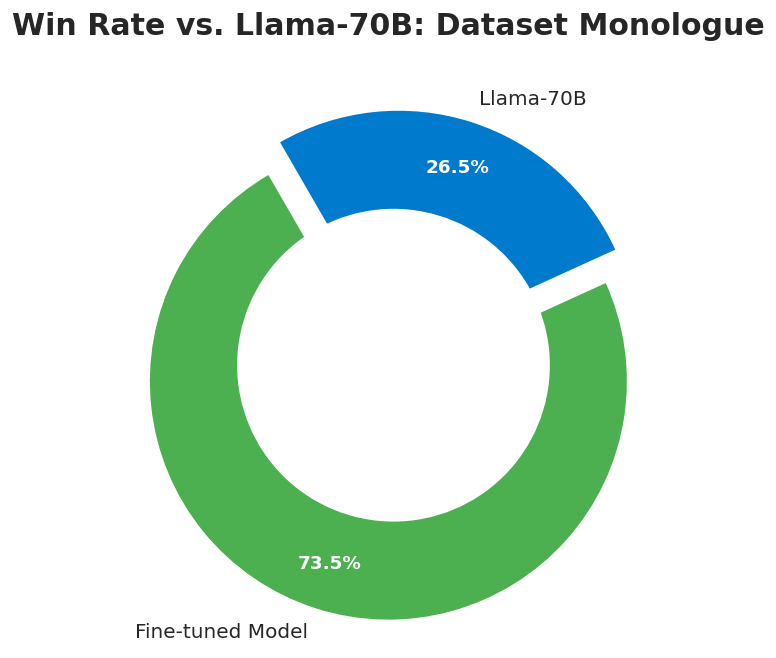 Win Rate vs. Llama-70B: Dataset Monologue
Llama-70B
26.5%
73.5%
Fine-tuned Model